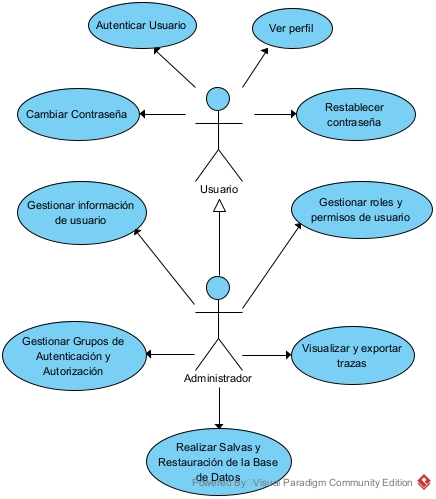 Autenticar Usuario
Ver perfil
Cambiar Contraseña
Restablecer
contraseña
Usuario
Gestionar información
de usuario
Gestionar roles y
permisos de usuario
Gestionar Grupos de
Autenticación y
Autorización
Visualizar y exportar
trazas
Administrador
Realizar Salvas y
Restauración de la Base
de Datos
Powered By: Visual Paradigm Community Edition